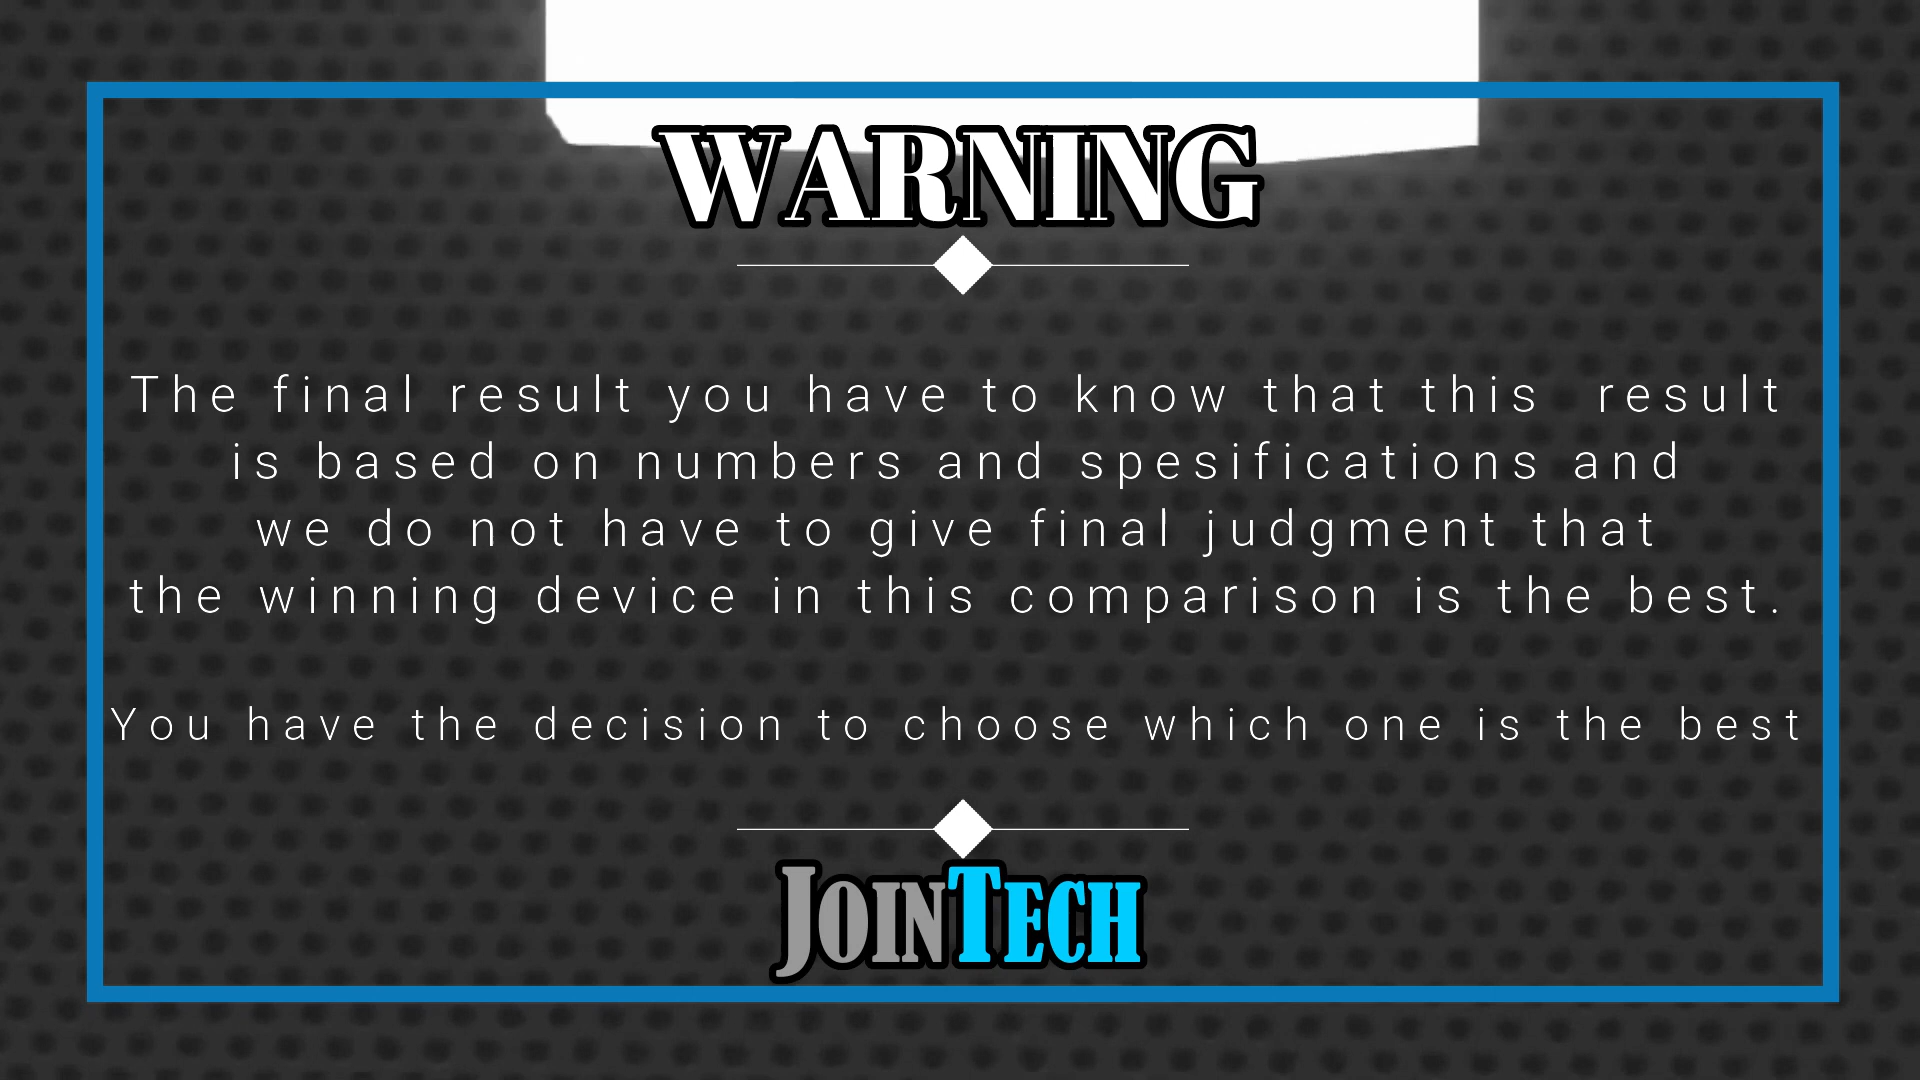 WARNING
The final result you have to know that this result
is based on numbers and spesifications and
we do not have to give final judgment that
the winning device in this comparison is the best.
You have the decision to choose which one is the best
JOINTECH